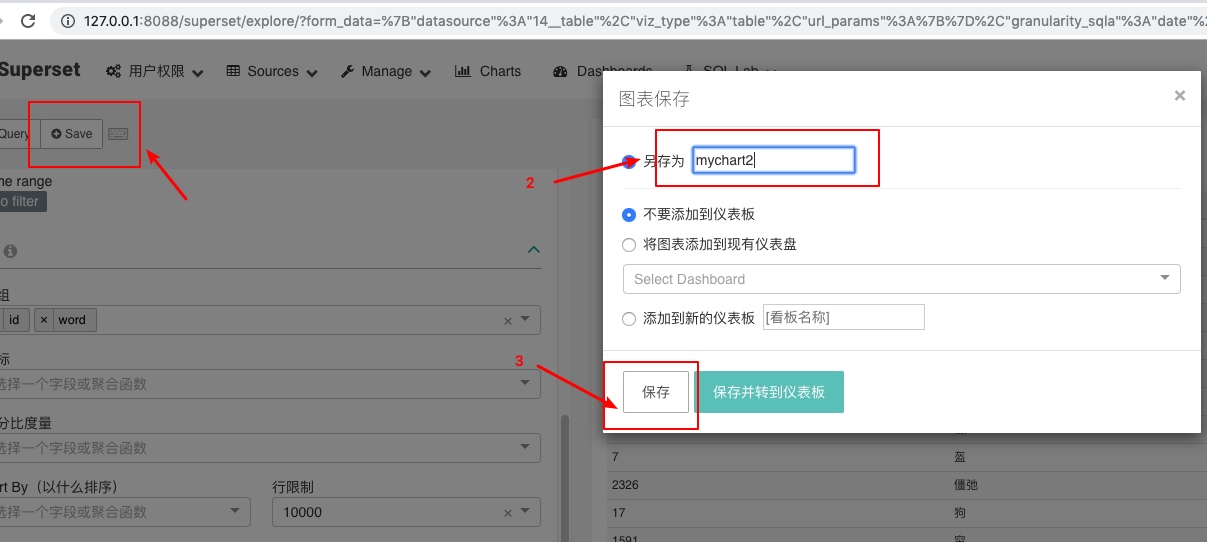 127.0.0.1:8088/superset/explore/?form_data=%7B"datasource"%3A"14__table"%2C"viz_type"%3A"table"%2C"url_params"%3A%7B%7D%2C"granularity_sqla"%3A"date"%2
Superset 用户权限 Sources Manage Charts Dashboards SQL Lab
图表保存 ×
Query Save
另存为 mychart2
2
me range
o filter
不要添加到仪表板
将图表添加到现有仪表盘
Select Dashboard
组
id × word ×
添加到新的仪表板 [看板名称]
标
选择一个字段或聚合函数
3
保存 保存并转到仪表板
分比度量
选择一个字段或聚合函数
7 盔
rt By（以什么排序） 行限制
2326 僵弛
选择一个字段或聚合函数 10000 ×
17 狗
1591